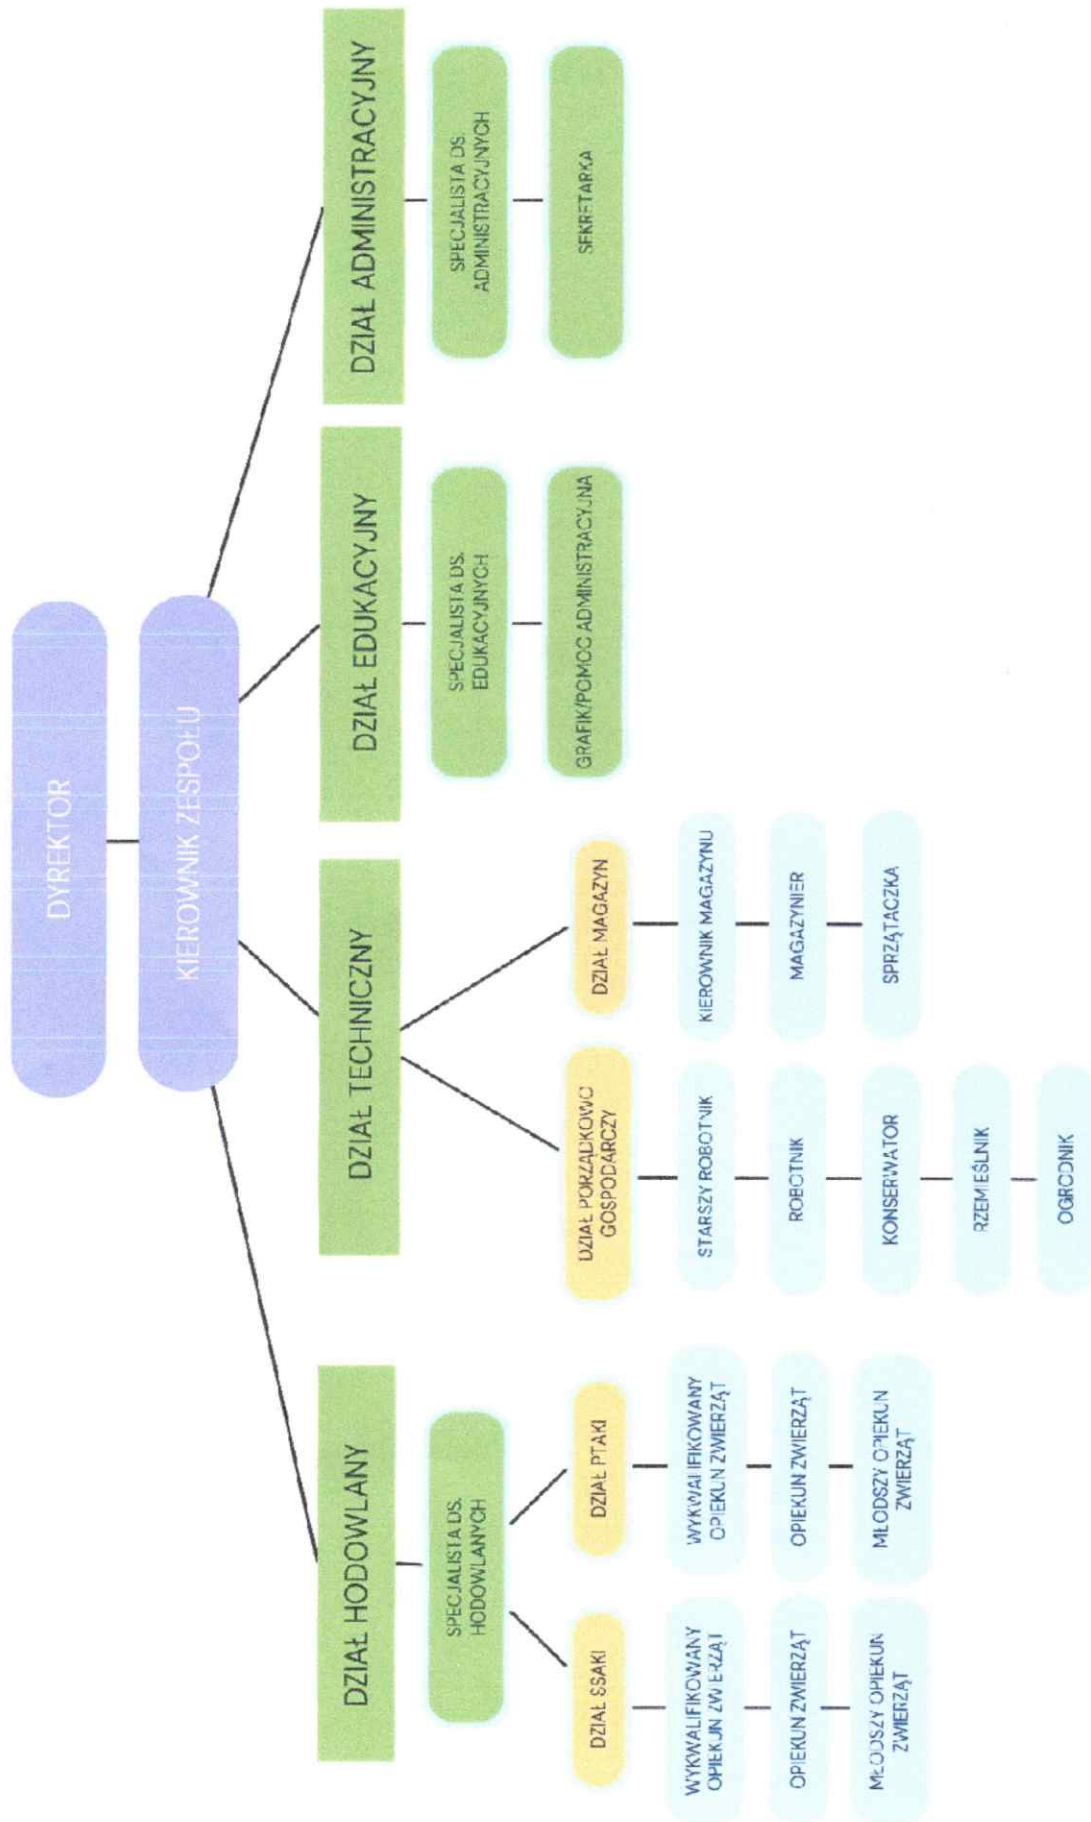 DYREKTOR
KIEROWNIK ZESPOŁU
DZIAŁ HODOWLANY
DZIAŁ TECHNICZNY
DZIAŁ EDUKACYJNY
DZIAŁ ADMINISTRACYJNY
SPECJALISTA DS.
HODOWLANYCH
SPECJALISTA DS.
EDUKACYJNYCH
SPECJALISTA DS.
ADMINISTRACYJNYCH
DZIAŁ SSAKI
DZIAŁ PTAKI
DZIAŁ PORZĄDKOWO
GOSPODARCZY
DZIAŁ MAGAZYN
GRAFIK/POMOC ADMINISTRACYJNA
SEKRETARKA
WYKWALIFIKOWANY
OPIEKUN ZWIERZĄT
WYKWALIFIKOWANY
OPIEKUN ZWIERZĄT
STARSZY ROBOTNIK
KIEROWNIK MAGAZYNU
OPIEKUN ZWIERZĄT
OPIEKUN ZWIERZĄT
ROBOTNIK
MAGAZYNIER
MŁODSZY OPIEKUN
ZWIERZĄT
MŁODSZY OPIEKUN
ZWIERZĄT
KONSERWATOR
SPRZĄTACZKA
RZEMIEŚLNIK
OGRODNIK